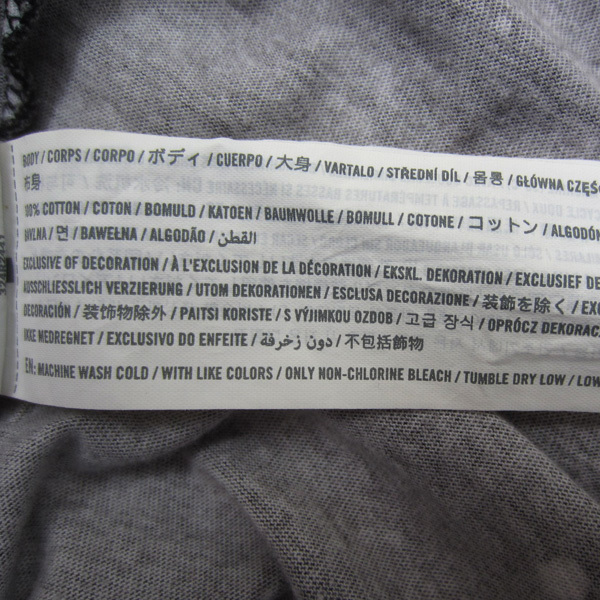 BODY / CORPS / CORPO / ボディ / CUERPO / 大身 / VARTALO / STŘEDNÍ DÍL / 몸통 / GŁÓWNA CZĘŚĆ
布身
100% COTTON / COTON / BOMULD / KATOEN / BAUMWOLLE / BOMULL / COTONE / コットン / ALGODÓN
BAVLNA / 면 / BAWEŁNA / ALGODÃO / القطن
EXCLUSIVE OF DECORATION / À L'EXCLUSION DE LA DÉCORATION / EKSKL. DEKORATION / EXCLUSIEF DE
AUSSCHLIESSLICH VERZIERUNG / UTOM DEKORATIONEN / ESCLUSA DECORAZIONE / 装飾を除く / EXC
DECORACIÓN / 装饰物除外 / PAITSI KORISTE / S VÝJIMKOU OZDOB / 고급 장식 / OPRÓCZ DEKORAC
IKKE MEDREGNET / EXCLUSIVO DO ENFEITE / دون زخرفة / 不包括飾物
EN: MACHINE WASH COLD / WITH LIKE COLORS / ONLY NON-CHLORINE BLEACH / TUMBLE DRY LOW / LOW